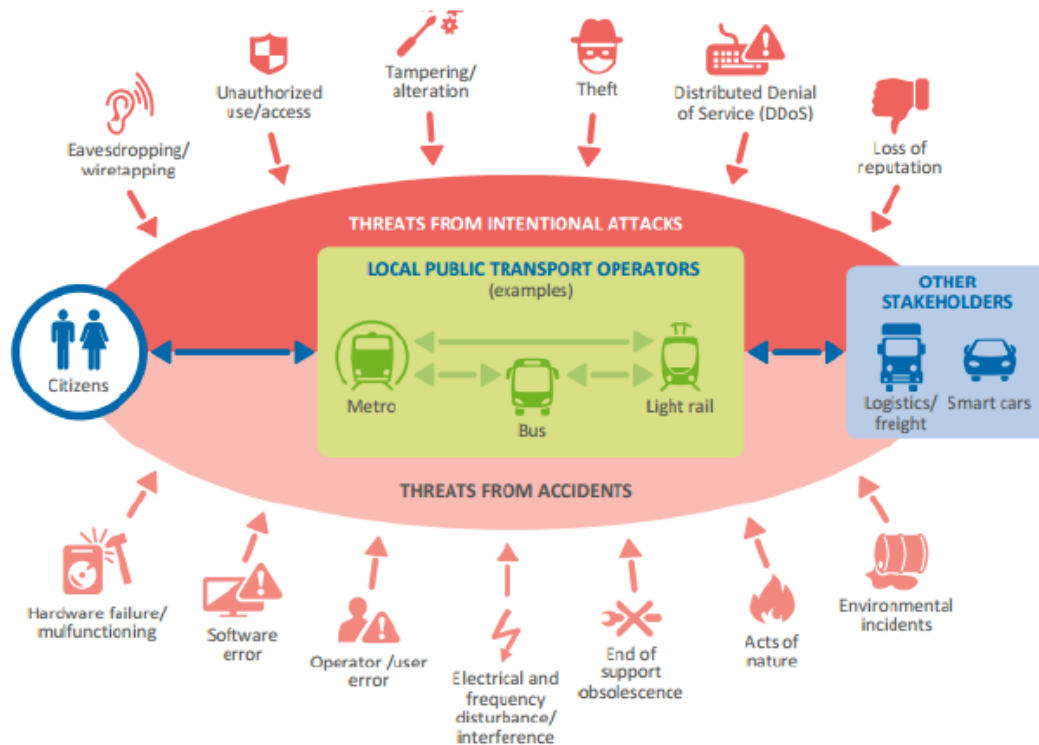 Eavesdropping/
wiretapping
Unauthorized
use/access
Tampering/
alteration
Theft
Distributed Denial
of Service (DDoS)
Loss of
reputation
THREATS FROM INTENTIONAL ATTACKS
LOCAL PUBLIC TRANSPORT OPERATORS
(examples)
Citizens
Metro
Bus
Light rail
OTHER
STAKEHOLDERS
Logistics/
freight
Smart cars
THREATS FROM ACCIDENTS
Hardware failure/
mulfunctioning
Software
error
Operator /user
error
Electrical and
frequency
disturbance/
interference
End of
support
obsolescence
Acts of
nature
Environmental
incidents